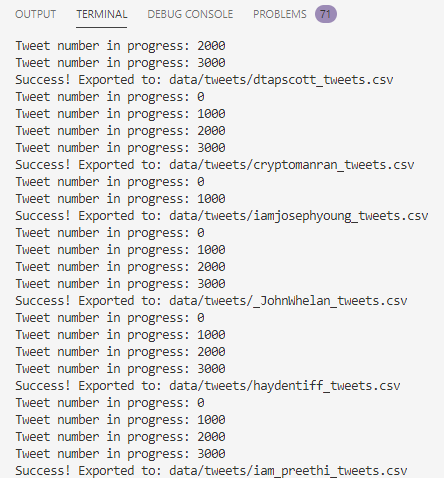 OUTPUT TERMINAL DEBUG CONSOLE PROBLEMS 71
Tweet number in progress: 2000
Tweet number in progress: 3000
Success! Exported to: data/tweets/dtapscott_tweets.csv
Tweet number in progress: 0
Tweet number in progress: 1000
Tweet number in progress: 2000
Tweet number in progress: 3000
Success! Exported to: data/tweets/cryptomanran_tweets.csv
Tweet number in progress: 0
Tweet number in progress: 1000
Success! Exported to: data/tweets/iamjosephyoung_tweets.csv
Tweet number in progress: 0
Tweet number in progress: 1000
Tweet number in progress: 2000
Tweet number in progress: 3000
Success! Exported to: data/tweets/_JohnWhelan_tweets.csv
Tweet number in progress: 0
Tweet number in progress: 1000
Tweet number in progress: 2000
Tweet number in progress: 3000
Success! Exported to: data/tweets/haydentiff_tweets.csv
Tweet number in progress: 0
Tweet number in progress: 1000
Tweet number in progress: 2000
Tweet number in progress: 3000
Success! Exported to: data/tweets/iam_preethi_tweets.csv